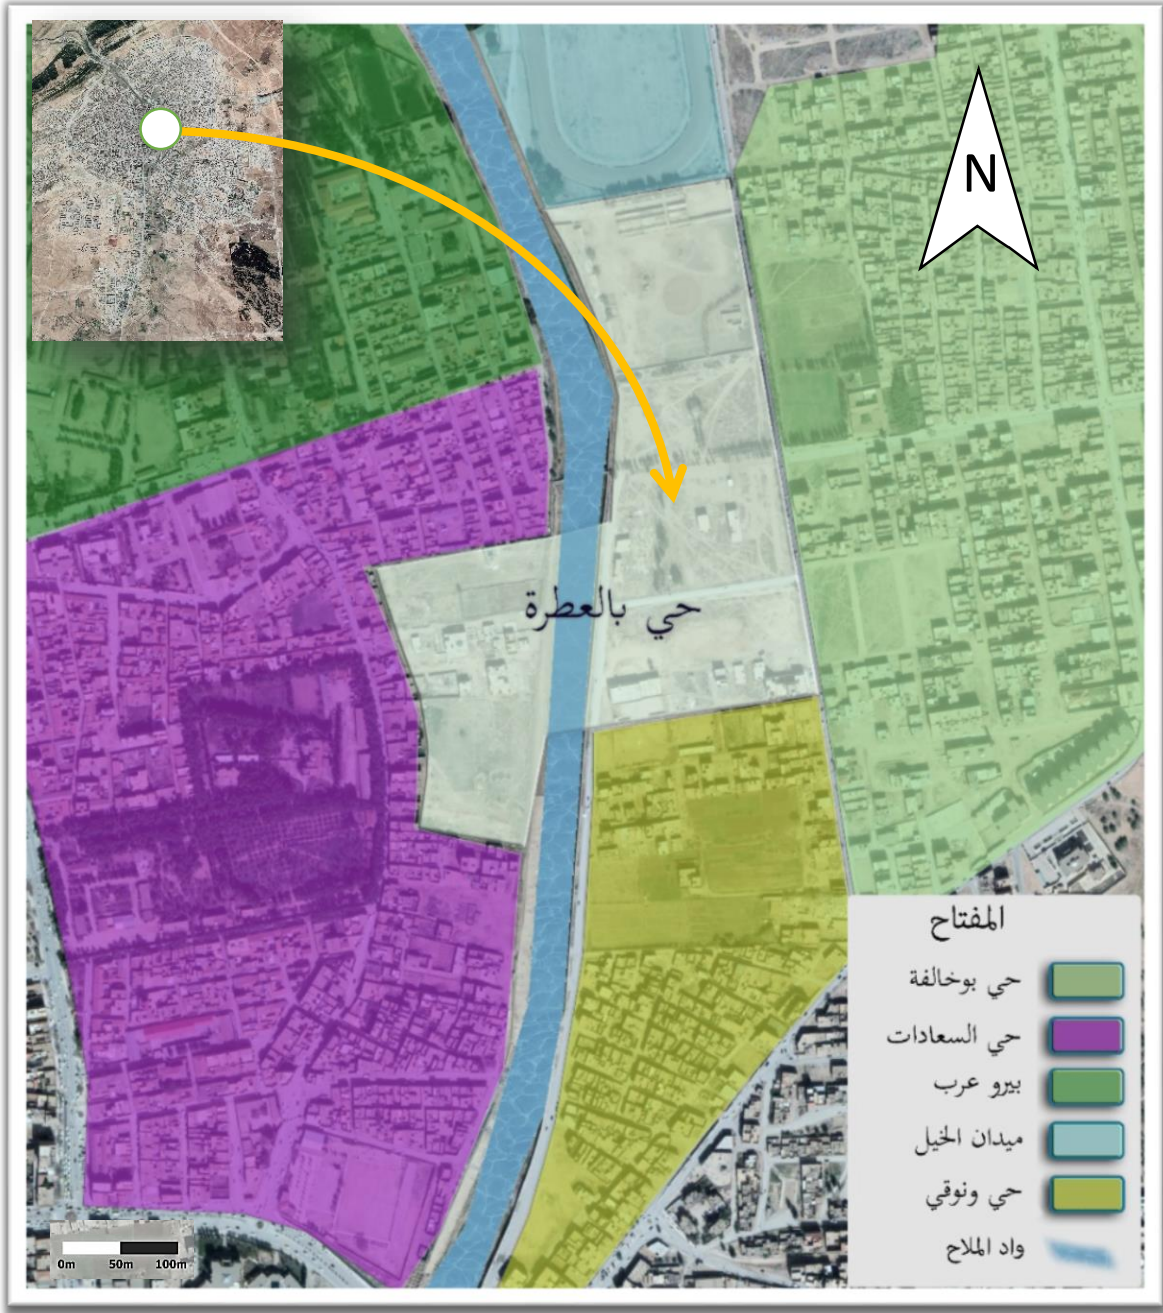 N
حي بالعطرة
المفتاح
حي بوخالفة
حي السعادات
بيرو عرب
ميدان الخيل
حي ونوقي
واد الملاح
0m 50m 100m